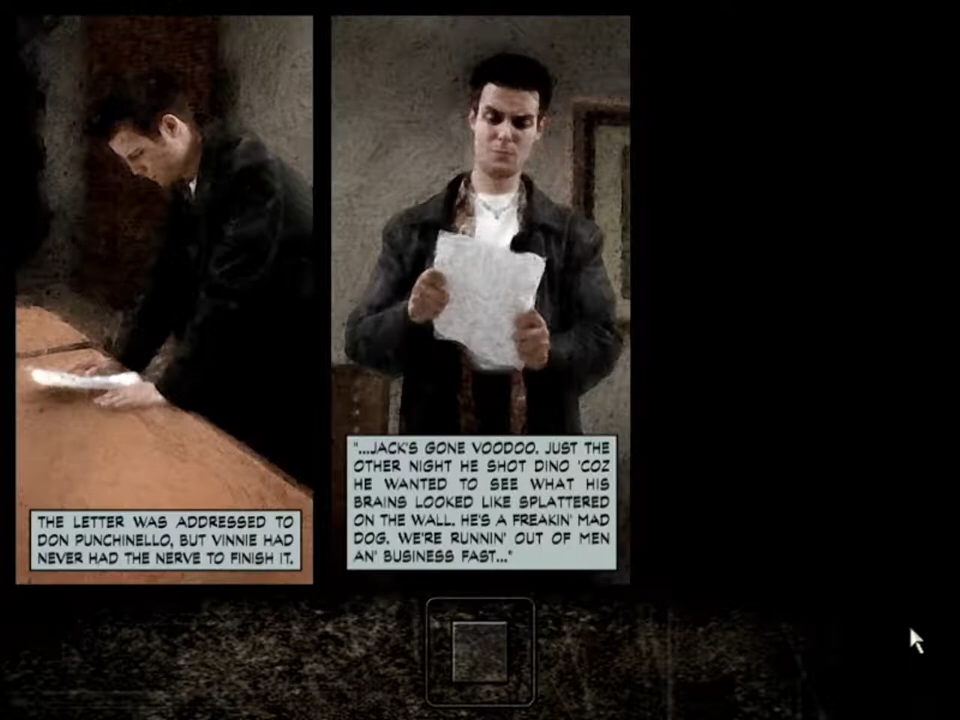 THE LETTER WAS ADDRESSED TO
DON PUNCHINELLO, BUT VINNIE HAD
NEVER HAD THE NERVE TO FINISH IT.
"...JACK'S GONE VOODOO. JUST THE
OTHER NIGHT HE SHOT DINO 'COZ
HE WANTED TO SEE WHAT HIS
BRAINS LOOKED LIKE SPLATTERED
ON THE WALL. HE'S A FREAKIN' MAD
DOG. WE'RE RUNNIN' OUT OF MEN
AN' BUSINESS FAST..."